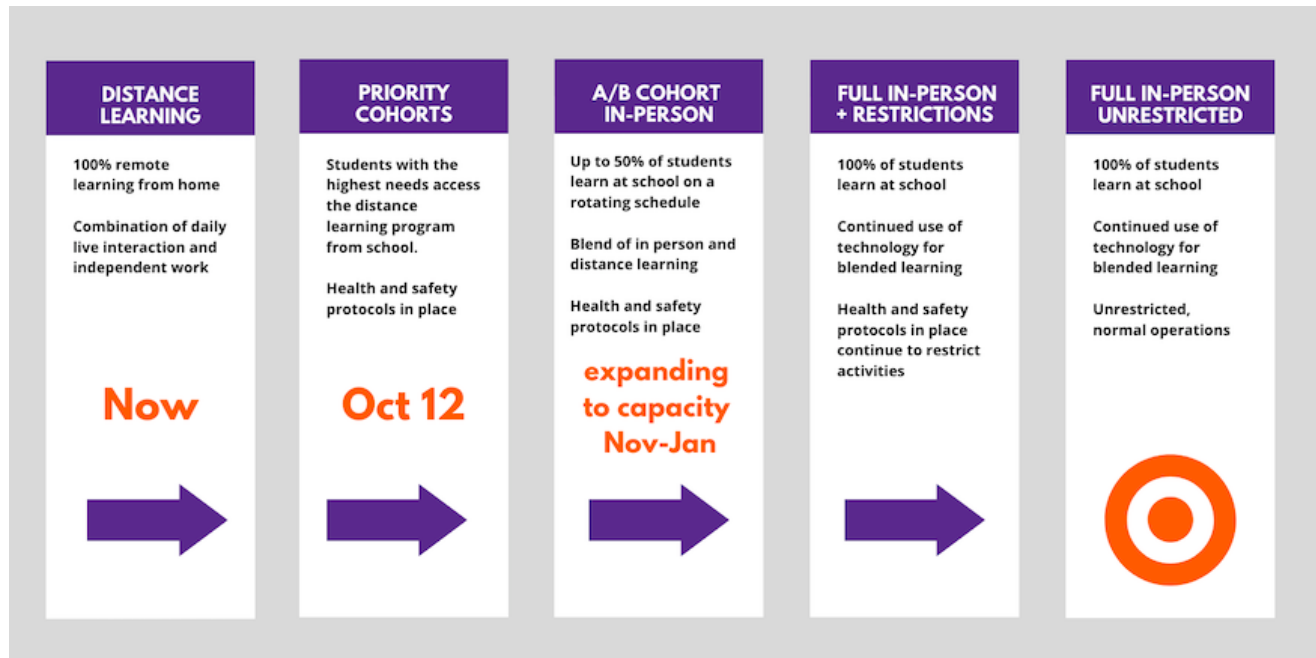 DISTANCE
LEARNING
100% remote
learning from home
Combination of daily
live interaction and
independent work
Now
PRIORITY
COHORTS
Students with the
highest needs access
the distance
learning program
from school.
Health and safety
protocols in place
Oct 12
A/B COHORT
IN-PERSON
Up to 50% of students
learn at school on a
rotating schedule
Blend of in person and
distance learning
Health and safety
protocols in place
expanding
to capacity
Nov-Jan
FULL IN-PERSON
+ RESTRICTIONS
100% of students
learn at school
Continued use of
technology for
blended learning
Health and safety
protocols in place
continue to restrict
activities
FULL IN-PERSON
UNRESTRICTED
100% of students
learn at school
Continued use of
technology for
blended learning
Unrestricted,
normal operations